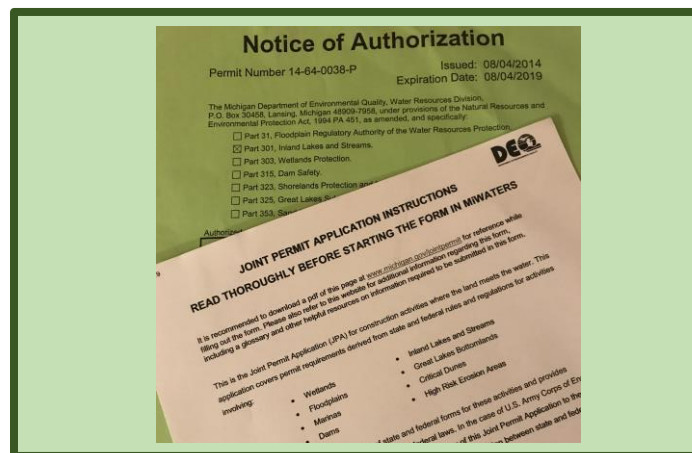 Notice of Authorization
Permit Number 14-64-0038-P
Issued: 08/04/2014
Expiration Date: 08/04/2019
The Michigan Department of Environmental Quality, Water Resources Division,
P.O. Box 30458, Lansing, Michigan 48909-7958, under provisions of the Natural Resources and
Environmental Protection Act, 1994 PA 451, as amended, and specifically:
Part 31, Floodplain Regulatory Authority of the Water Resources Protection
Part 301, Inland Lakes and Streams.
Part 303, Wetlands Protection.
Part 315, Dam Safety.
Part 323, Shorelands Protection and
Part 325, Great Lakes
Part 353,
DEQ
JOINT PERMIT APPLICATION INSTRUCTIONS
READ THOROUGHLY BEFORE STARTING THE FORM IN MIWATERS
It is recommended to download a pdf of this page at www.michigan.gov/jointpermit for reference while
filling out the form. Please also refer to this website for additional information regarding this form,
including a glossary and other helpful resources on information required to be submitted in this form.
This is the Joint Permit Application (JPA) for construction activities where the land meets the water. This
application covers permit requirements derived from state and federal rules and regulations for activities
involving:
• Wetlands
• Floodplains
• Marinas
• Dams
• Inland Lakes and Streams
• Great Lakes Bottomlands
• Critical Dunes
• High Risk Erosion Areas
of state and federal forms for these activities and provides
federal laws. In the case of U.S. Army Corps of
of this Joint Permit Application to the
between state and